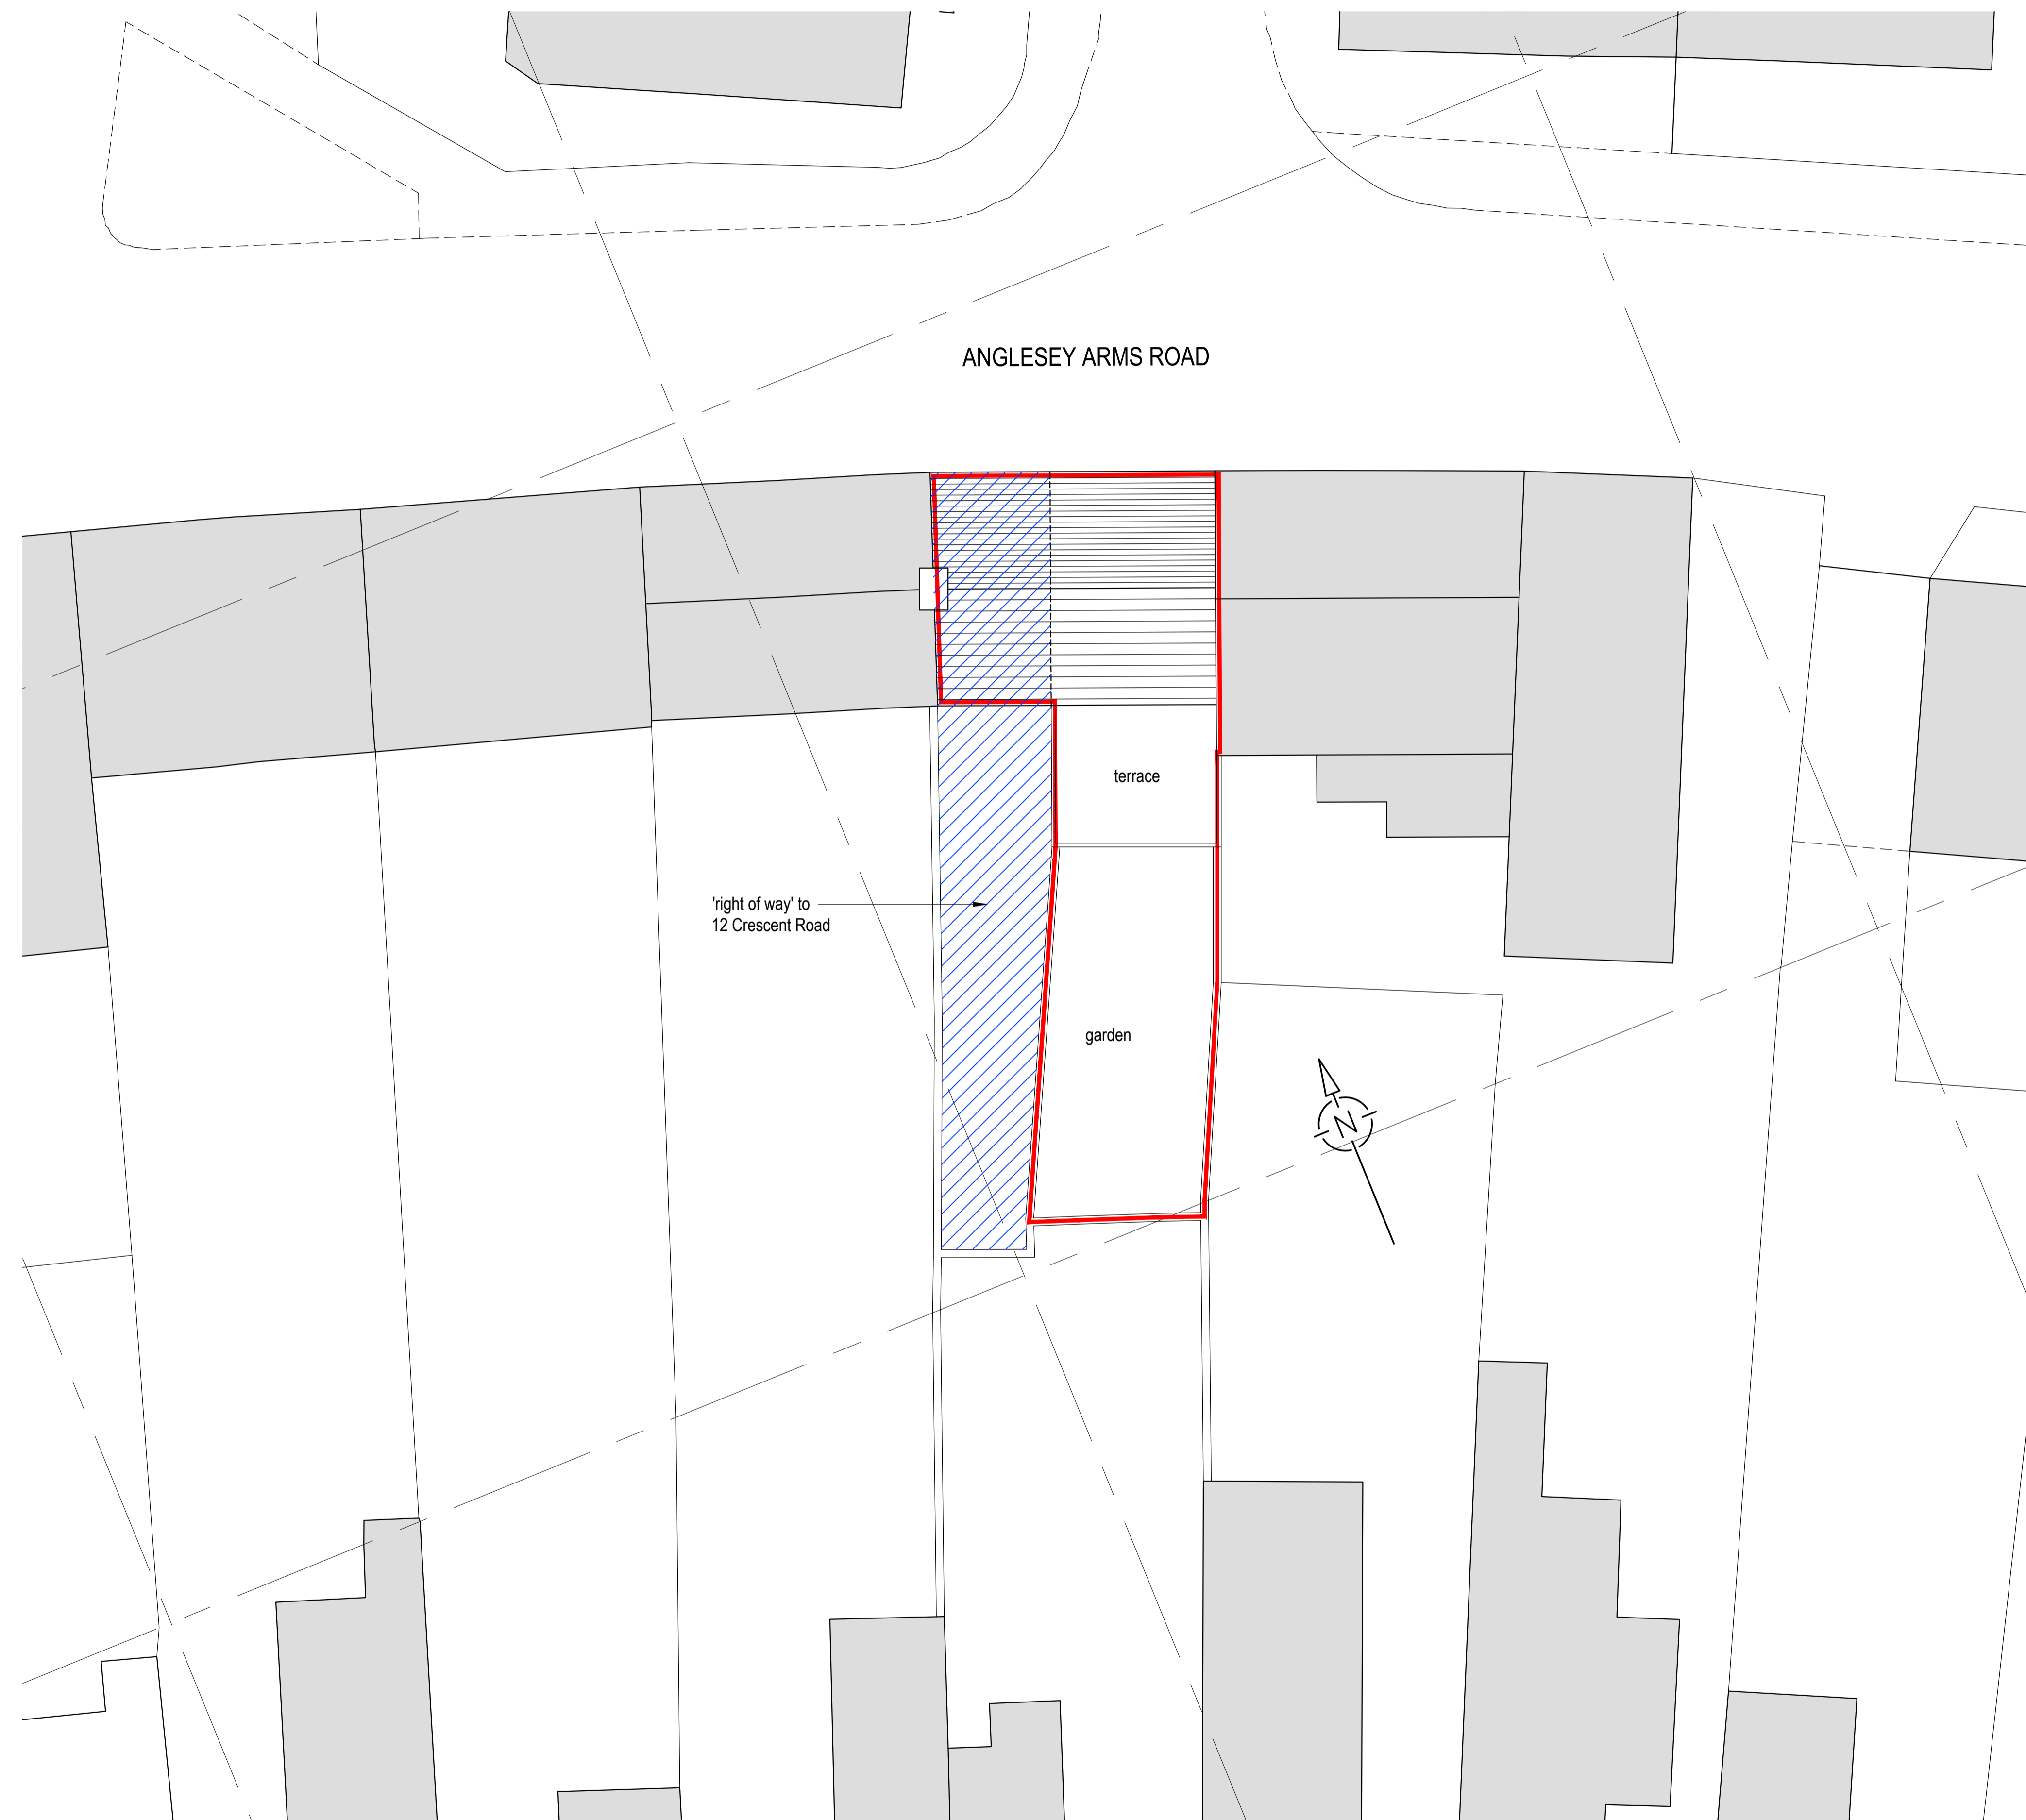 ANGLESEY ARMS ROAD
terrace
'right of way' to
12 Crescent Road
garden
N